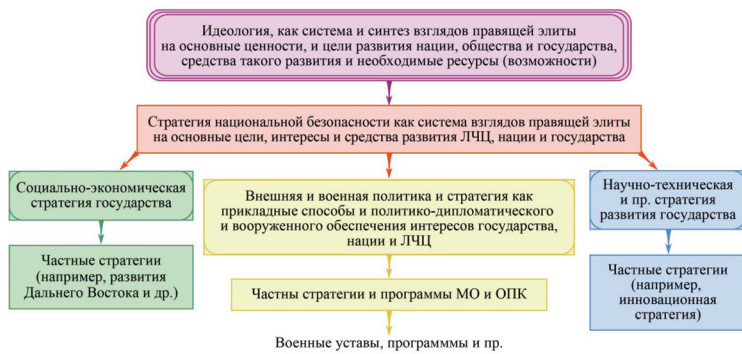 Идеология, как система и синтез взглядов правящей элиты
на основные ценности, и цели развития нации, общества и государства,
средства такого развития и необходимые ресурсы (возможности)
Стратегия национальной безопасности как система взглядов правящей элиты
на основные цели, интересы и средства развития ЛЧЦ, нации и государства
Социально-экономическая
стратегия государства
Внешняя и военная политика и стратегия как
прикладные способы и политико-дипломатического
и вооруженного обеспечения интересов государства,
нации и ЛЧЦ
Научно-техническая
и пр. стратегия
развития государства
Частные стратегии
(например, развития
Дальнего Востока и др.)
Частны стратегии и программы МО и ОПК
Частные стратегии
(например,
инновационная
стратегия)
Военные уставы, программмы и пр.